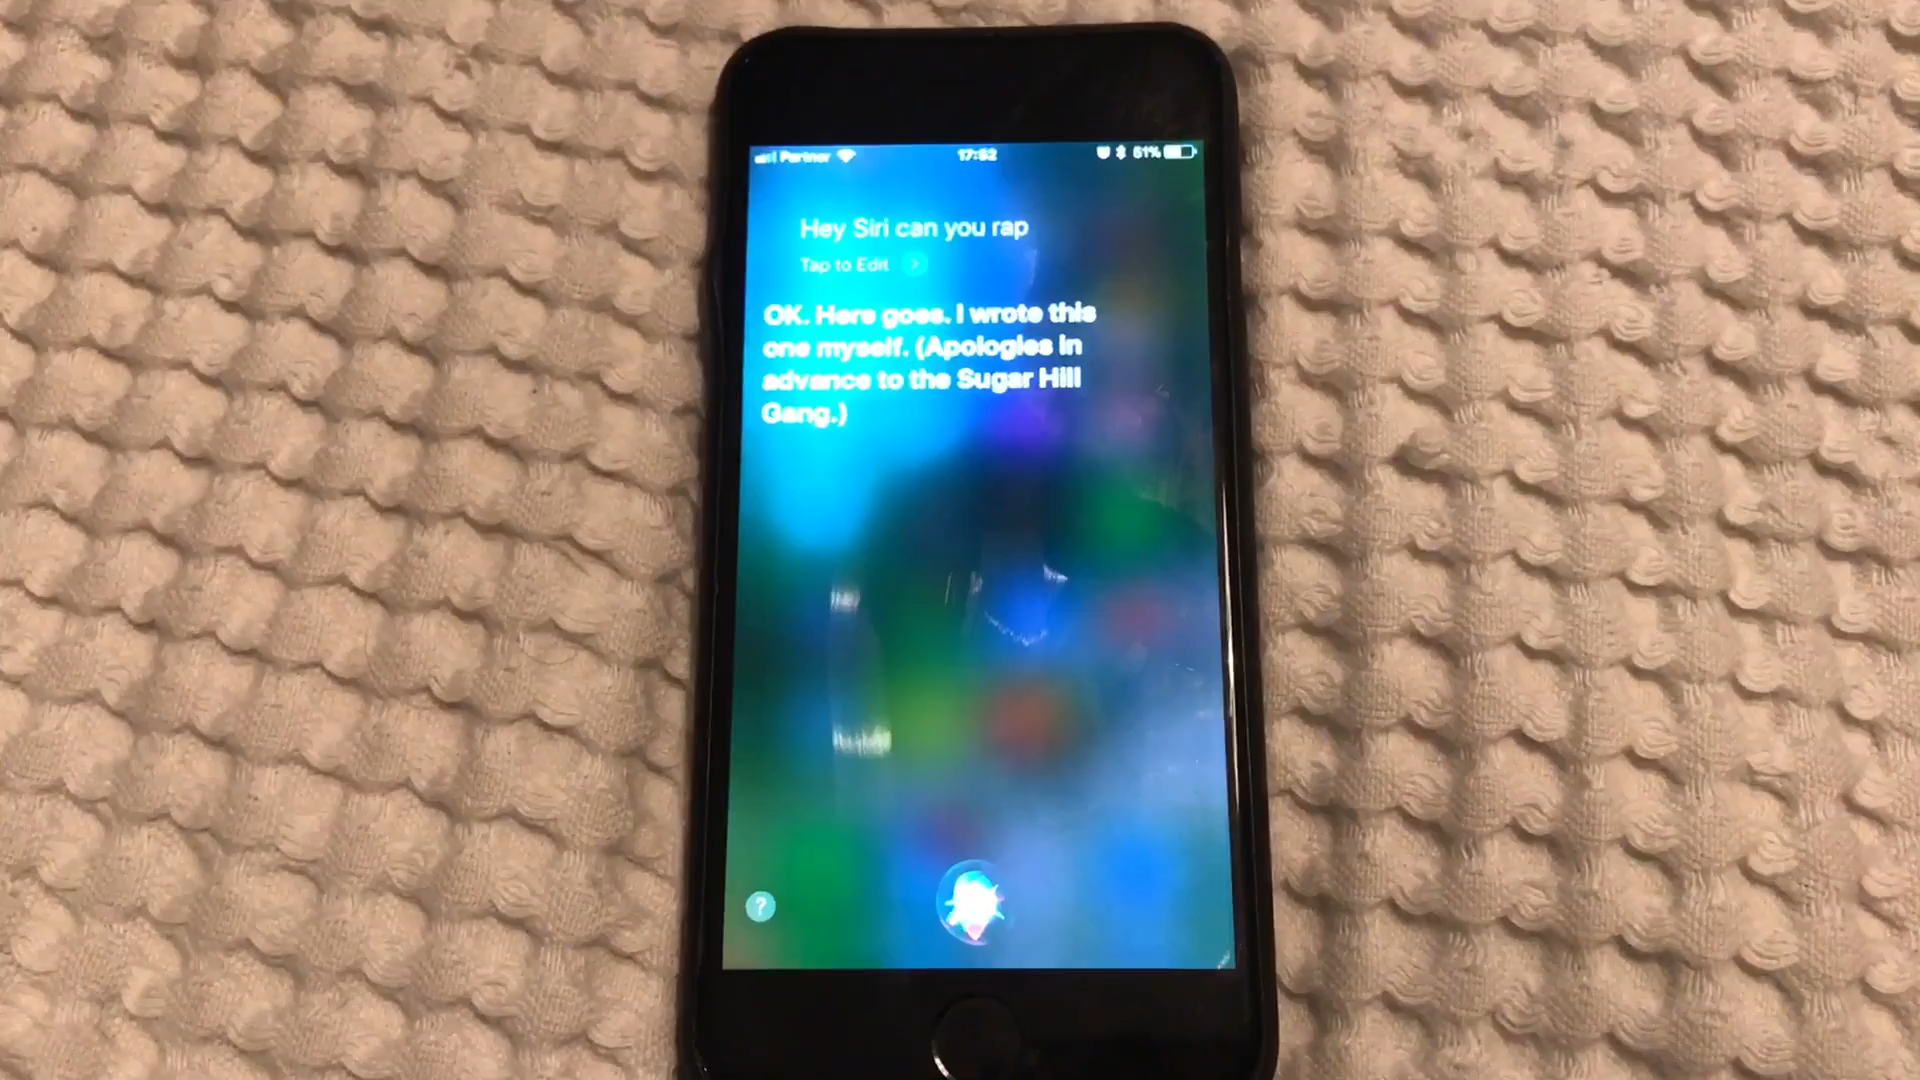 Partner 17:52 51%
Hey Siri can you rap
Tap to Edit
OK. Here goes. I wrote this
one myself. (Apologies in
advance to the Sugar Hill
Gang.)
?